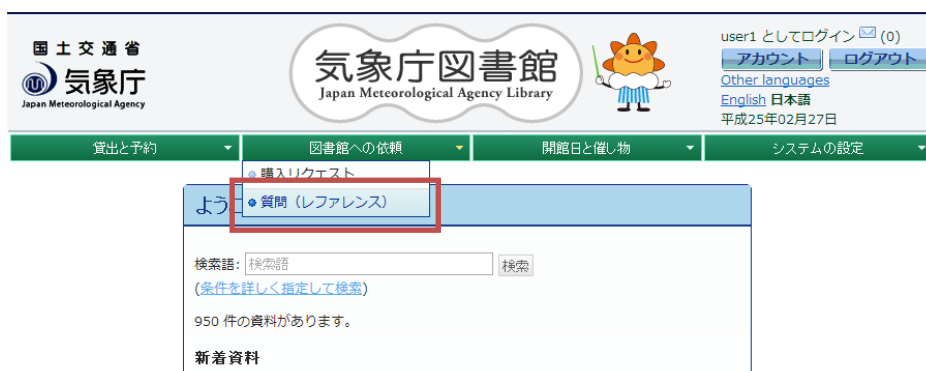 国土交通省
気象庁
Japan Meteorological Agency
気象庁図書館
Japan Meteorological Agency Library
user1 としてログイン (0)
アカウント ログアウト
Other languages
English 日本語
平成25年02月27日
貸出と予約 図書館への依頼 開館日と催し物 システムの設定
購入リクエスト
質問（レファレンス）
よう
検索語: 検索語 検索
(条件を詳しく指定して検索)
950 件の資料があります。
新着資料